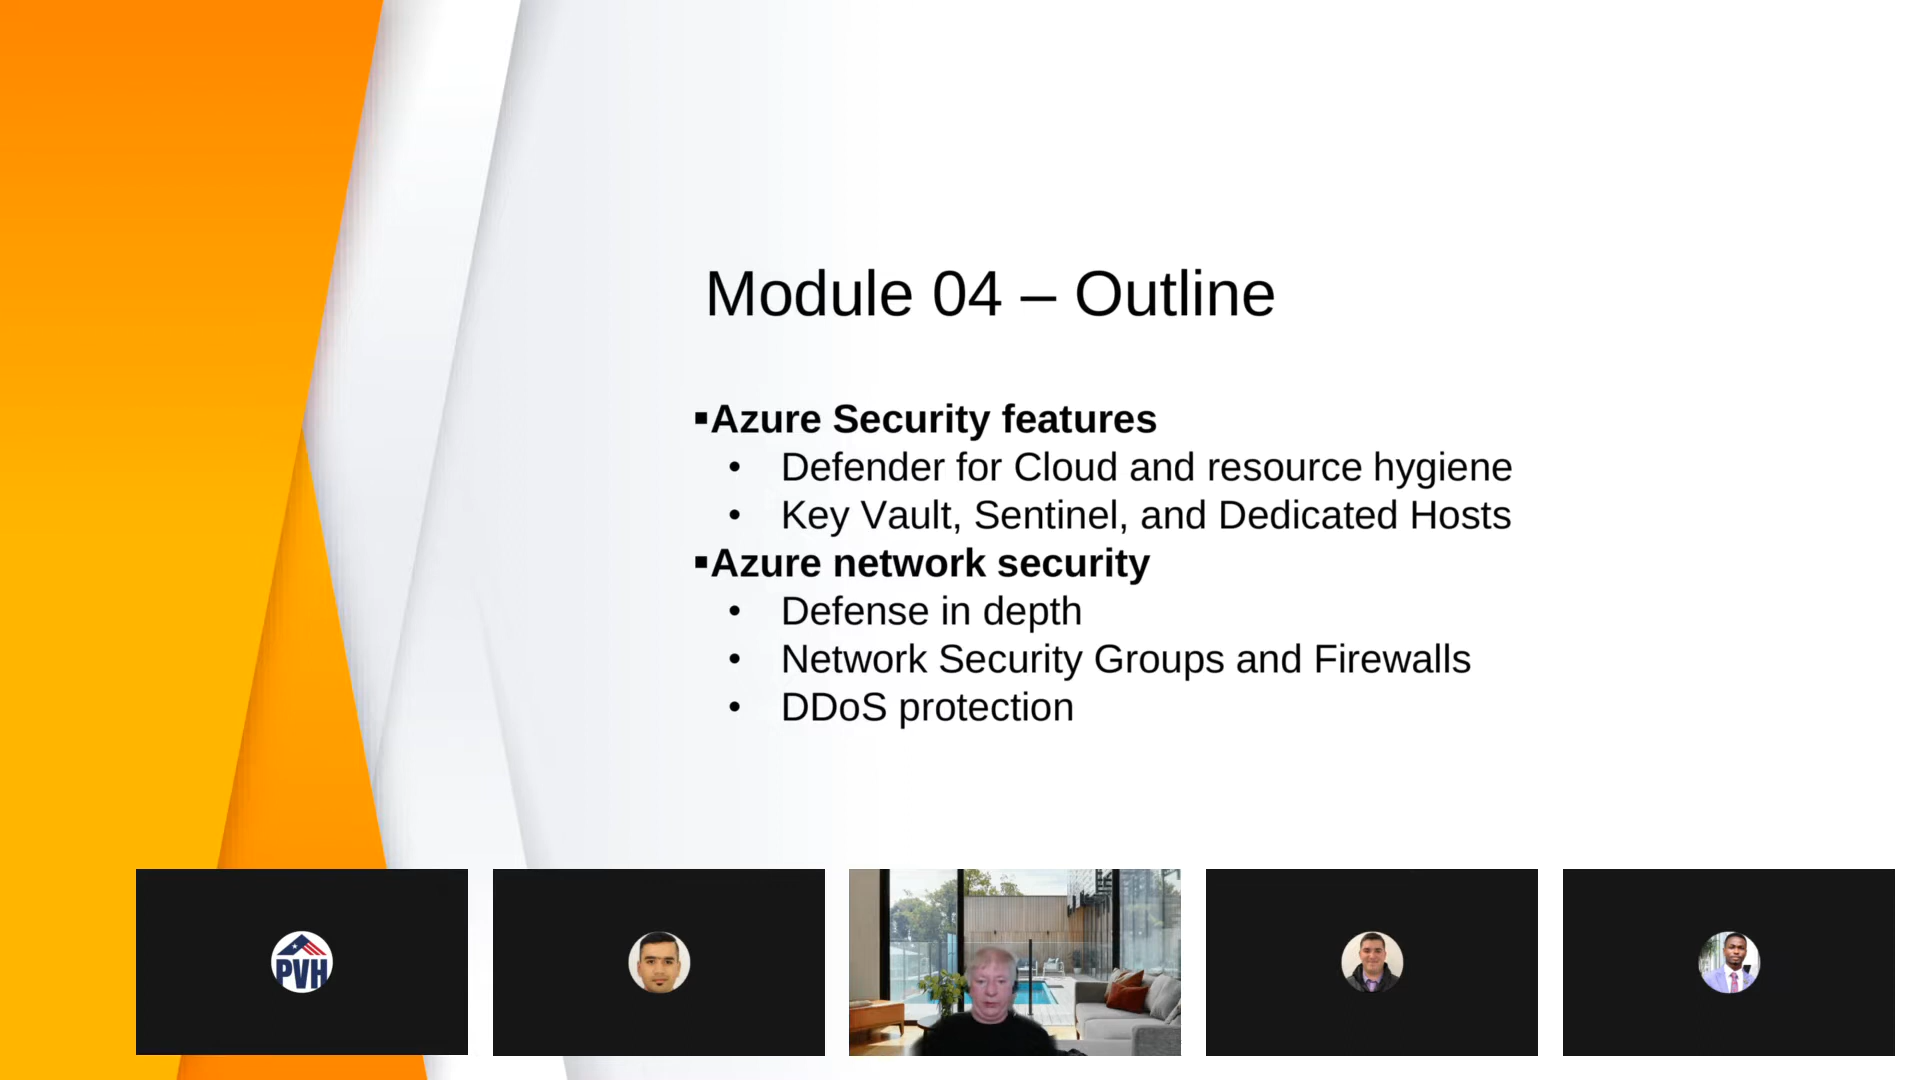 Module 04 – Outline
▪Azure Security features
• Defender for Cloud and resource hygiene
• Key Vault, Sentinel, and Dedicated Hosts
▪Azure network security
• Defense in depth
• Network Security Groups and Firewalls
• DDoS protection
PVH